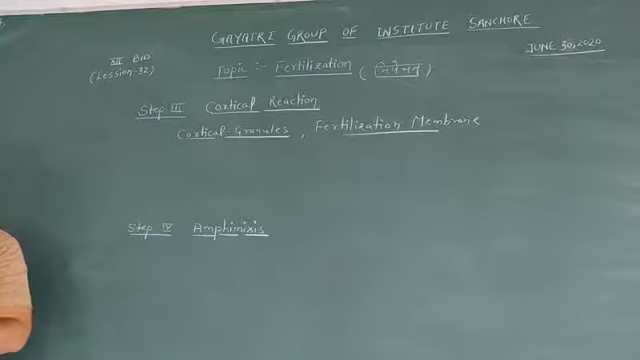 GAYATRI GROUP OF INSTITUTE SANCHORE
JUNE 30, 2020
XII BIO
(Lession-32)
Topic :- Fertilization (निषेचन)
Step III Cortical Reaction
Cortical Granules , Fertilization Membrane
Step IV Amphimixis